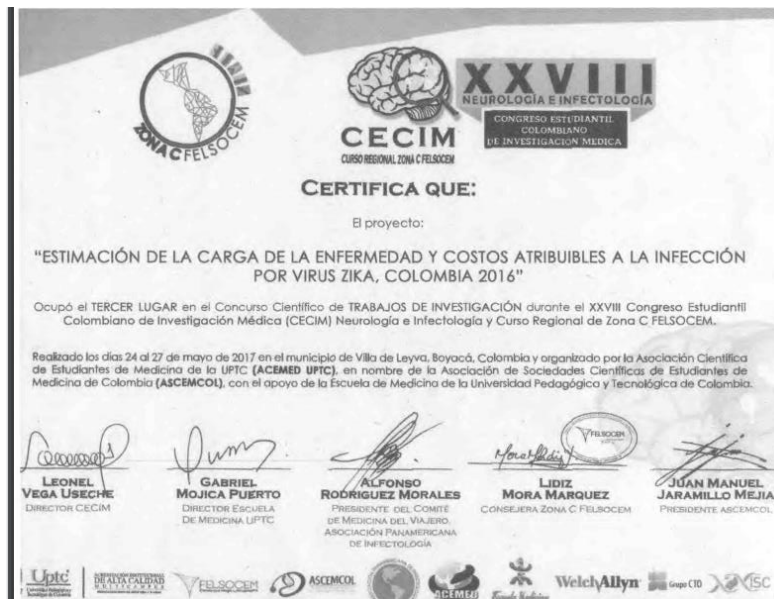 ZONA C FELSOCEM
CECIM
CURSO REGIONAL ZONA C FELSOCEM
XXVIII
NEUROLOGÍA E INFECTOLOGÍA
CONGRESO ESTUDIANTIL
COLOMBIANO
DE INVESTIGACION MEDICA
CERTIFICA QUE:
El proyecto:
"ESTIMACIÓN DE LA CARGA DE LA ENFERMEDAD Y COSTOS ATRIBUIBLES A LA INFECCIÓN
POR VIRUS ZIKA, COLOMBIA 2016"
Ocupó el TERCER LUGAR en el Concurso Científico de TRABAJOS DE INVESTIGACIÓN durante el XXVIII Congreso Estudiantil
Colombiano de Investigación Médica (CECIM) Neurología e Infectología y Curso Regional de Zona C FELSOCEM.
Realizado los días 24 al 27 de mayo de 2017 en el municipio de Villa de Leyva, Boyacá, Colombia y organizado por la Asociación Científica
de Estudiantes de Medicina de la UPTC (ACEMED UPTC), en nombre de la Asociación de Sociedades Científicas de Estudiantes de
Medicina de Colombia (ASCEMCOL), con el apoyo de la Escuela de Medicina de la Universidad Pedagógica y Tecnológica de Colombia.
FELSOCEM
LEONEL
VEGA USECHE
DIRECTOR CECIM
GABRIEL
MOJICA PUERTO
DIRECTOR ESCUELA
DE MEDICINA UPTC
ALFONSO
RODRIGUEZ MORALES
PRESIDENTE DEL COMITÉ
DE MEDICINA DEL VIAJERO,
ASOCIACIÓN PANAMERICANA
DE INFECTOLOGÍA
LIDIZ
MORA MARQUEZ
CONSEJERA ZONA C FELSOCEM
JUAN MANUEL
JARAMILLO MEJIA
PRESIDENTE ASCEMCOL
Uptc
ACREDITACIÓN INSTITUCIONAL
DE ALTA CALIDAD
MULTICAMPUS
FELSOCEM
ASCEMCOL
ACEMED
WelchAllyn
Grupo CTO